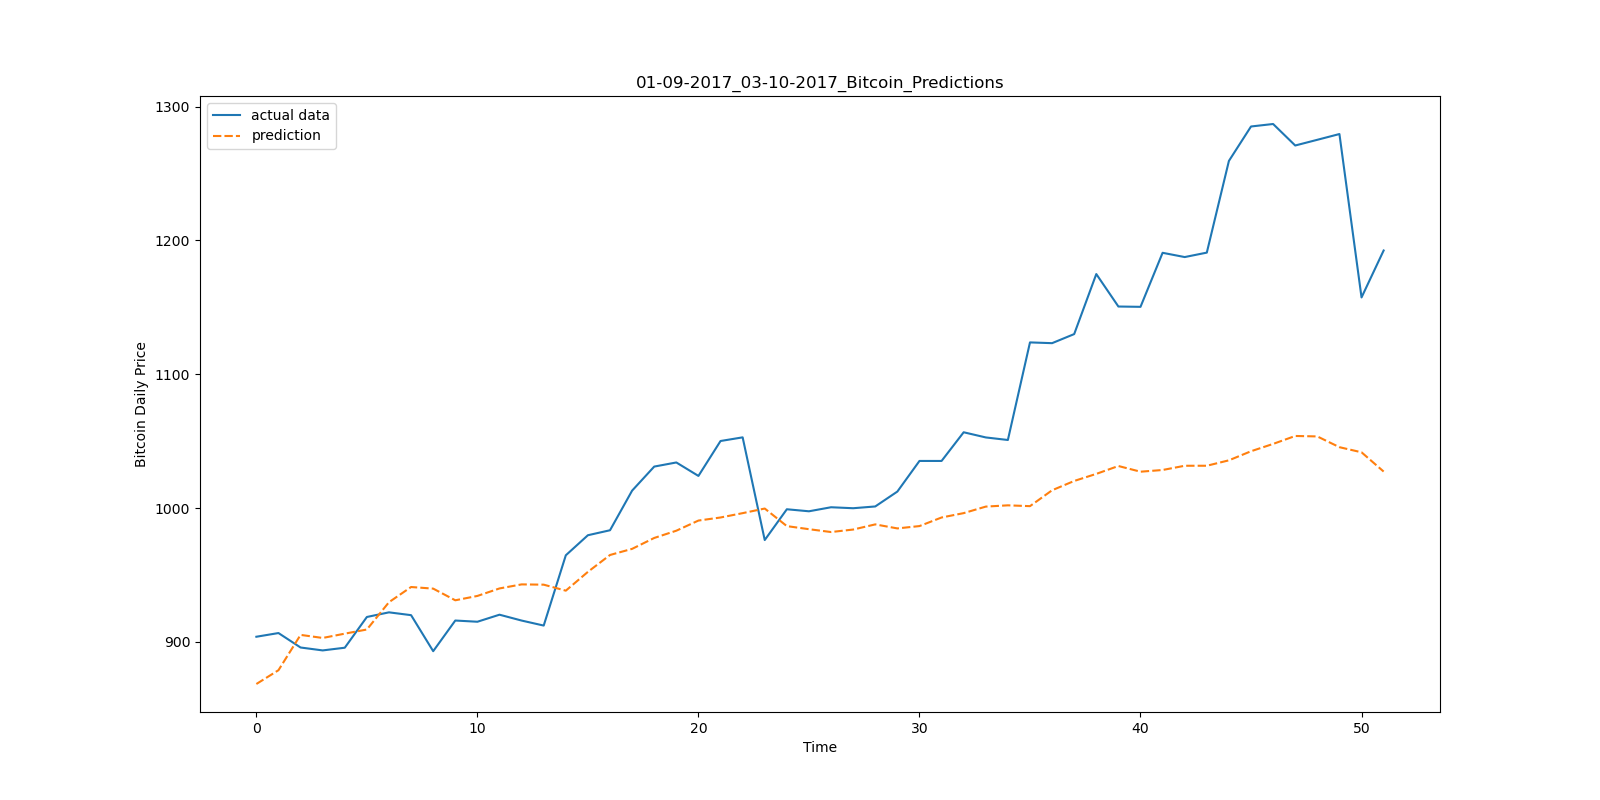 01-09-2017_03-10-2017_Bitcoin_Predictions
actual data
prediction
1300
1200
1100
1000
900
Bitcoin Daily Price
0 10 20 30 40 50
Time